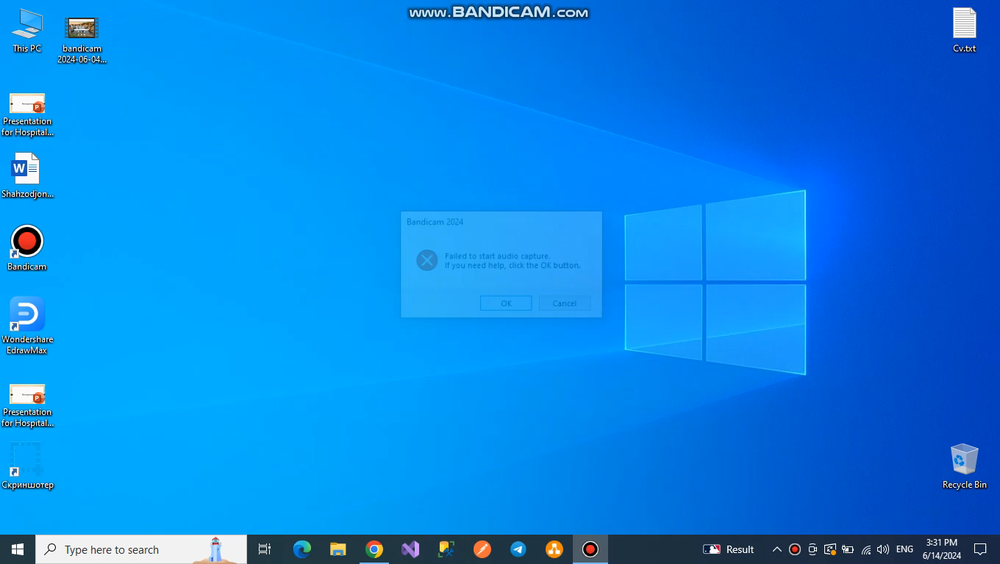 www.BANDICAM.com
This PC
bandicam
2024-06-04...
Cv.txt
Presentation
for Hospital...
W
Shahzodjon...
Bandicam
Wondershare
EdrawMax
Presentation
for Hospital...
Скриншотер
Bandicam 2024
Failed to start audio capture.
If you need help, click the OK button.
OK
Cancel
Recycle Bin
Type here to search
Result
ENG
3:31 PM
6/14/2024